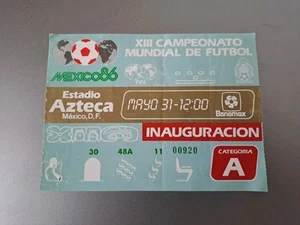 XIII CAMPEONATO
MUNDIAL DE FUTBOL
MEXICO86
FIFA
Estadio
Azteca
México, D.F.
MAYO 31-12:00
Banamex
INAUGURACION
30 48A 11 00920
CATEGORIA
A